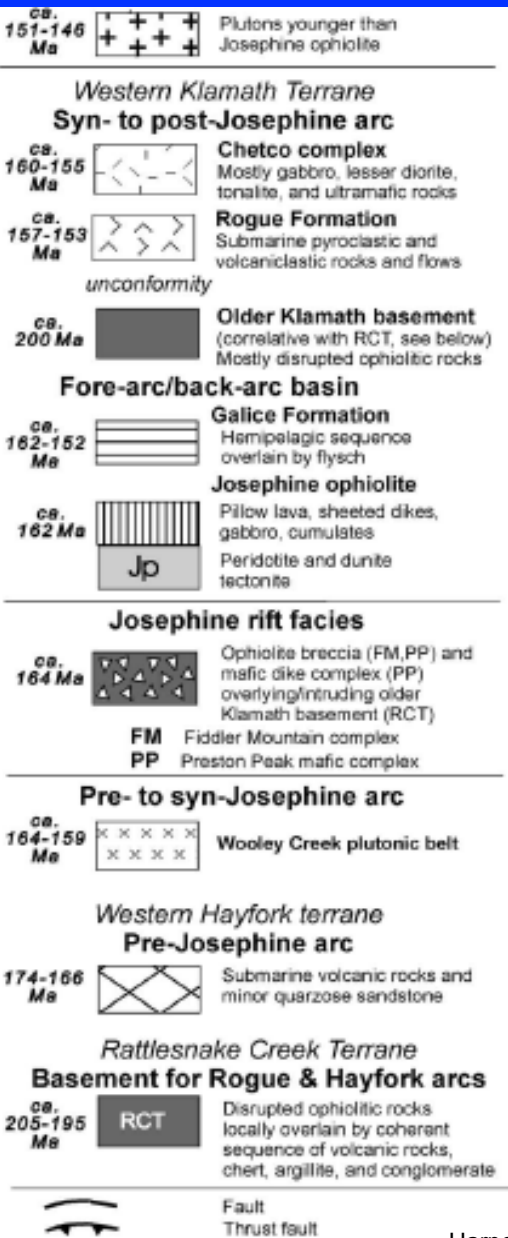 ca.
151-146
Ma
Plutons younger than
Josephine ophiolite
Western Klamath Terrane
Syn- to post-Josephine arc
ca.
160-155
Ma
Chetco complex
Mostly gabbro, lesser diorite,
tonalite, and ultramafic rocks
ca.
157-153
Ma
Rogue Formation
Submarine pyroclastic and
volcaniclastic rocks and flows
unconformity
ca.
200 Ma
Older Klamath basement
(correlative with RCT, see below)
Mostly disrupted ophiolitic rocks
Fore-arc/back-arc basin
ca.
162-152
Ma
Galice Formation
Hemipelagic sequence
overlain by flysch
Josephine ophiolite
ca.
162 Ma
Pillow lava, sheeted dikes,
gabbro, cumulates
Jp
Peridotite and dunite
tectonite
Josephine rift facies
ca.
164 Ma
Ophiolite breccia (FM,PP) and
mafic dike complex (PP)
overlying/intruding older
Klamath basement (RCT)
FM Fiddler Mountain complex
PP Preston Peak mafic complex
Pre- to syn-Josephine arc
ca.
164-159
Ma
Wooley Creek plutonic belt
Western Hayfork terrane
Pre-Josephine arc
174-166
Ma
Submarine volcanic rocks and
minor quarzose sandstone
Rattlesnake Creek Terrane
Basement for Rogue & Hayfork arcs
ca.
205-195
Ma
RCT
Disrupted ophiolitic rocks
locally overlain by coherent
sequence of volcanic rocks,
chert, argillite, and conglomerate
Fault
Thrust fault